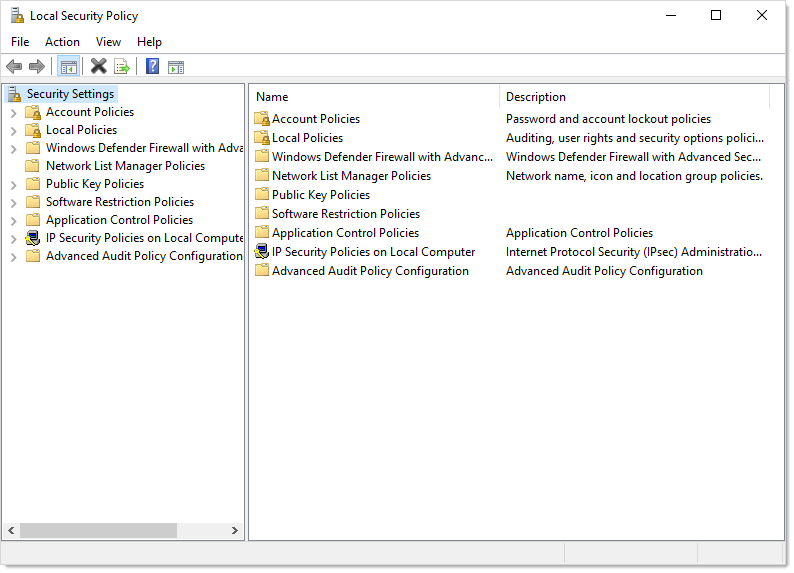 Local Security Policy
File Action View Help
Security Settings
Account Policies
Local Policies
Windows Defender Firewall with Adva
Network List Manager Policies
Public Key Policies
Software Restriction Policies
Application Control Policies
IP Security Policies on Local Compute
Advanced Audit Policy Configuration
Name Description
Account Policies Password and account lockout policies
Local Policies Auditing, user rights and security options polici...
Windows Defender Firewall with Advanc... Windows Defender Firewall with Advanced Sec...
Network List Manager Policies Network name, icon and location group policies.
Public Key Policies
Software Restriction Policies
Application Control Policies Application Control Policies
IP Security Policies on Local Computer Internet Protocol Security (IPsec) Administratio...
Advanced Audit Policy Configuration Advanced Audit Policy Configuration